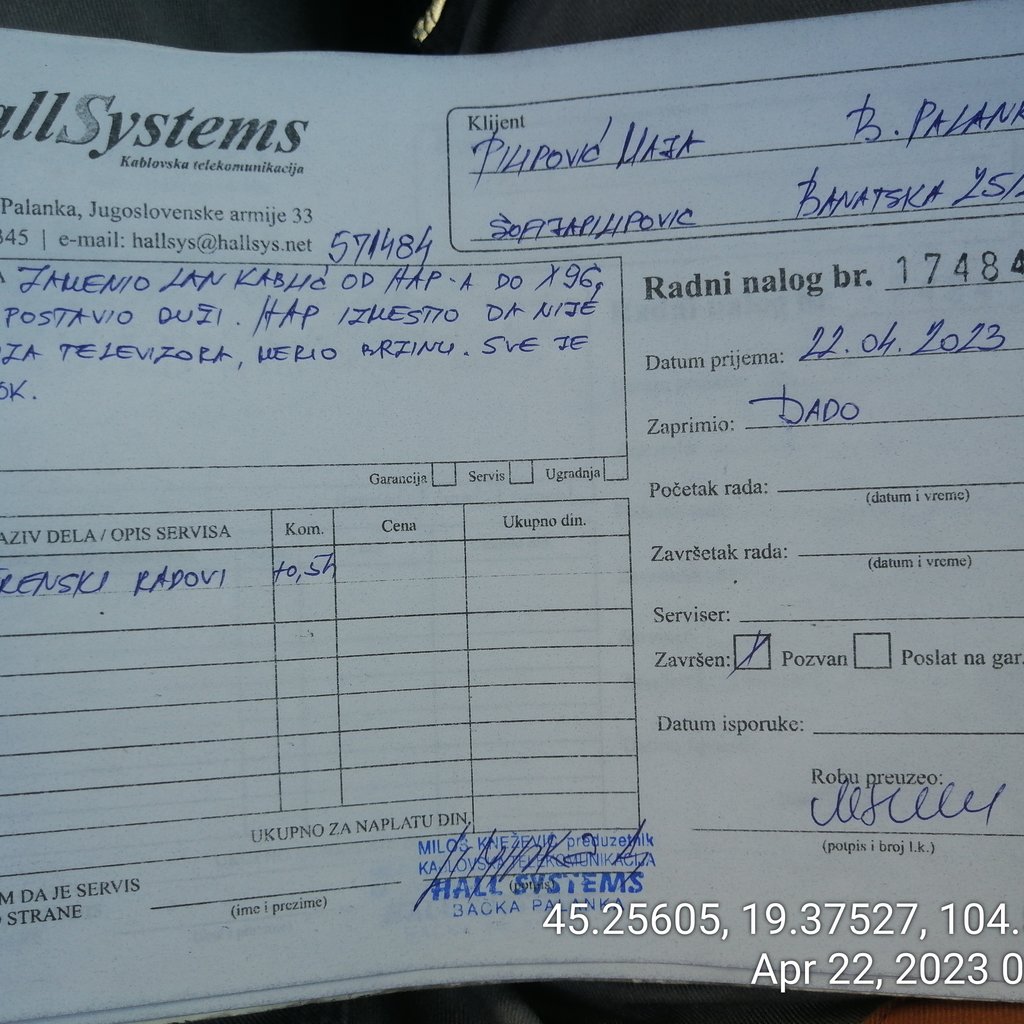 allSystems
Kablovska telekomunikacija
Palanka, Jugoslovenske armije 33
345 | e-mail: hallsys@hallsys.net
571484
Klijent
PILIPOVIĆ MAJA B. PALANK
ŠOFIJAPILIPOVIC BANATSKA 25/
ZAMENIO LAN KABLIĆ OD HAP-A DO X96,
POSTAVIO DUŽI. HAP IZMESTIO DA NIJE
IZA TELEVIZORA, MERIO BRZINU. SVE JE
OK.
Garancija Servis Ugradnja
Radni nalog br. 17484
Datum prijema: 22.04.2023
Zaprimio: DADO
Početak rada:
(datum i vreme)
Završetak rada:
(datum i vreme)
Serviser:
Završen: Pozvan Poslat na gar.
Datum isporuke:
Robu preuzeo:
(potpis i broj l.k.)
AZIV DELA / OPIS SERVISA Kom. Cena Ukupno din.
RENSKI RADOVI 0,5h
UKUPNO ZA NAPLATU DIN.
M DA JE SERVIS
O STRANE
(ime i prezime)
(potpis)
MILOŠ KNEŽEVIĆ preduzetnik
KABLOVSKA TELEKOMUNIKACIJA
HALL SYSTEMS
BAČKA PALANKA
45.25605, 19.37527, 104.
Apr 22, 2023 0